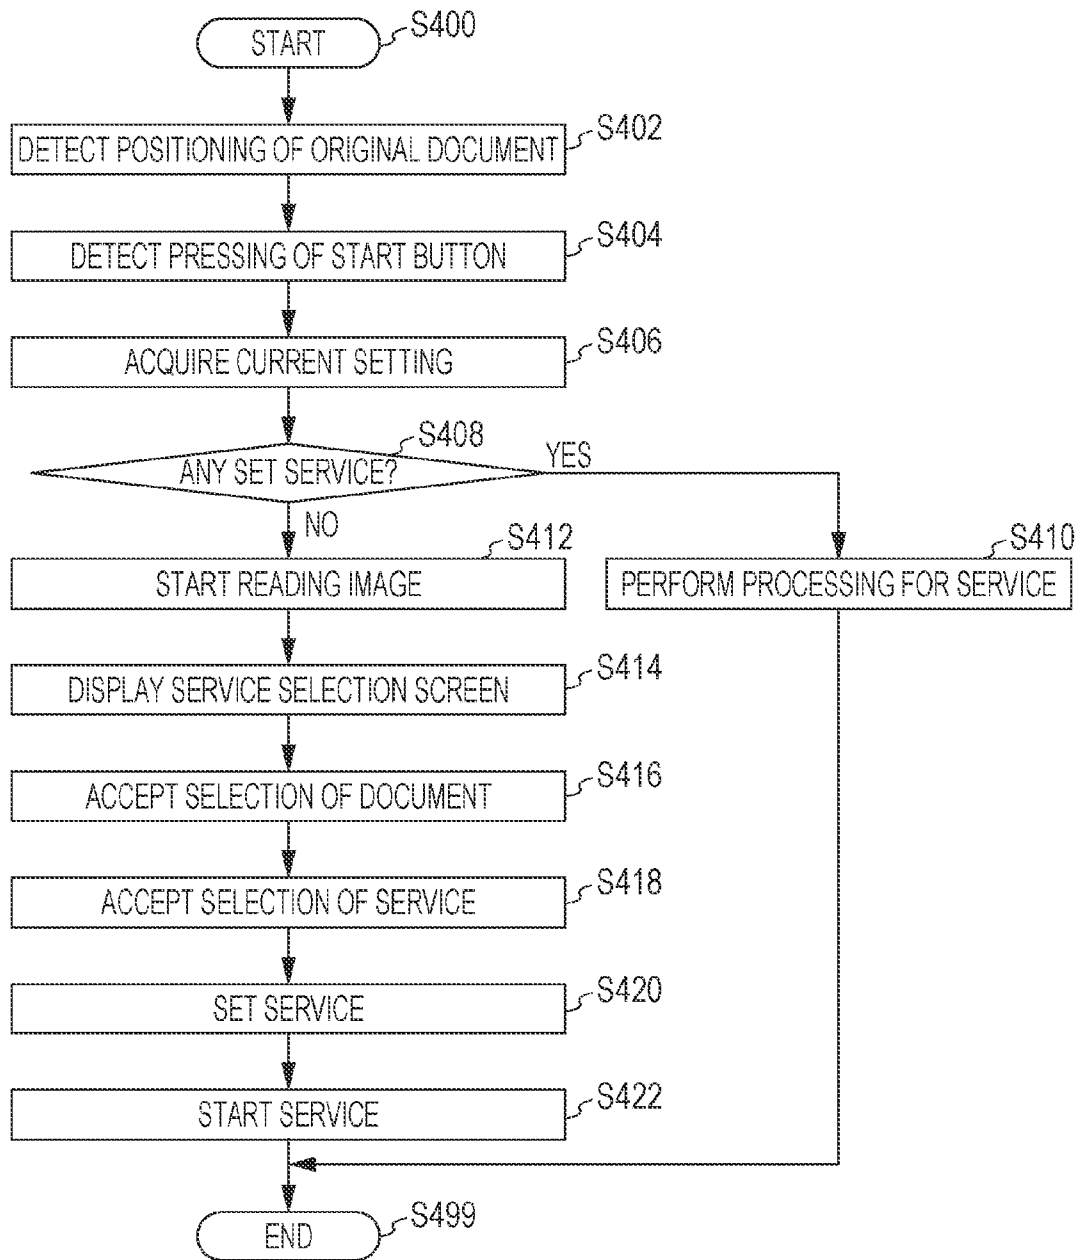 START
S400
DETECT POSITIONING OF ORIGINAL DOCUMENT
S402
DETECT PRESSING OF START BUTTON
S404
ACQUIRE CURRENT SETTING
S406
ANY SET SERVICE?
S408
YES
NO
START READING IMAGE
S412
PERFORM PROCESSING FOR SERVICE
S410
DISPLAY SERVICE SELECTION SCREEN
S414
ACCEPT SELECTION OF DOCUMENT
S416
ACCEPT SELECTION OF SERVICE
S418
SET SERVICE
S420
START SERVICE
S422
END
S499